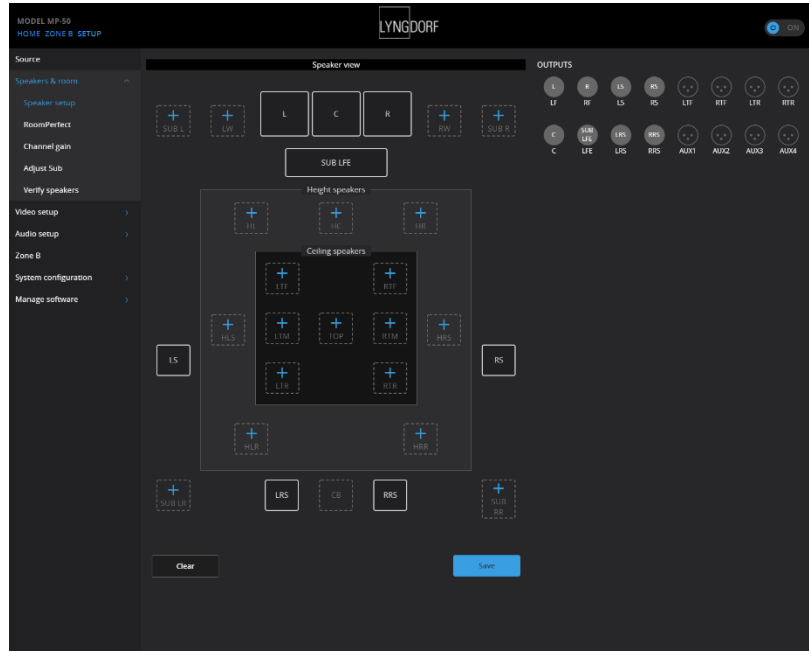 MODEL MP-50
HOME ZONE B SETUP
LYNGDORF
ON
Source
Speakers & room
Speaker setup
RoomPerfect
Channel gain
Adjust Sub
Verify speakers
Video setup
Audio setup
Zone B
System configuration
Manage software
Speaker view
SUB L
LW
L
C
R
RW
SUB R
SUB LFE
Height speakers
HL
HC
HR
Ceiling speakers
LTF
RTF
HLS
LTM
TOP
RTM
HRS
LS
RS
LTR
RTR
HLR
HRR
SUB LR
LRS
CB
RRS
SUB
RR
Clear
Save
OUTPUTS
L
R
LS
RS
LF
RF
LS
RS
LTF
RTF
LTR
RTR
C
SUB
LFE
LRS
RRS
C
LFE
LRS
RRS
AUX1
AUX2
AUX3
AUX4